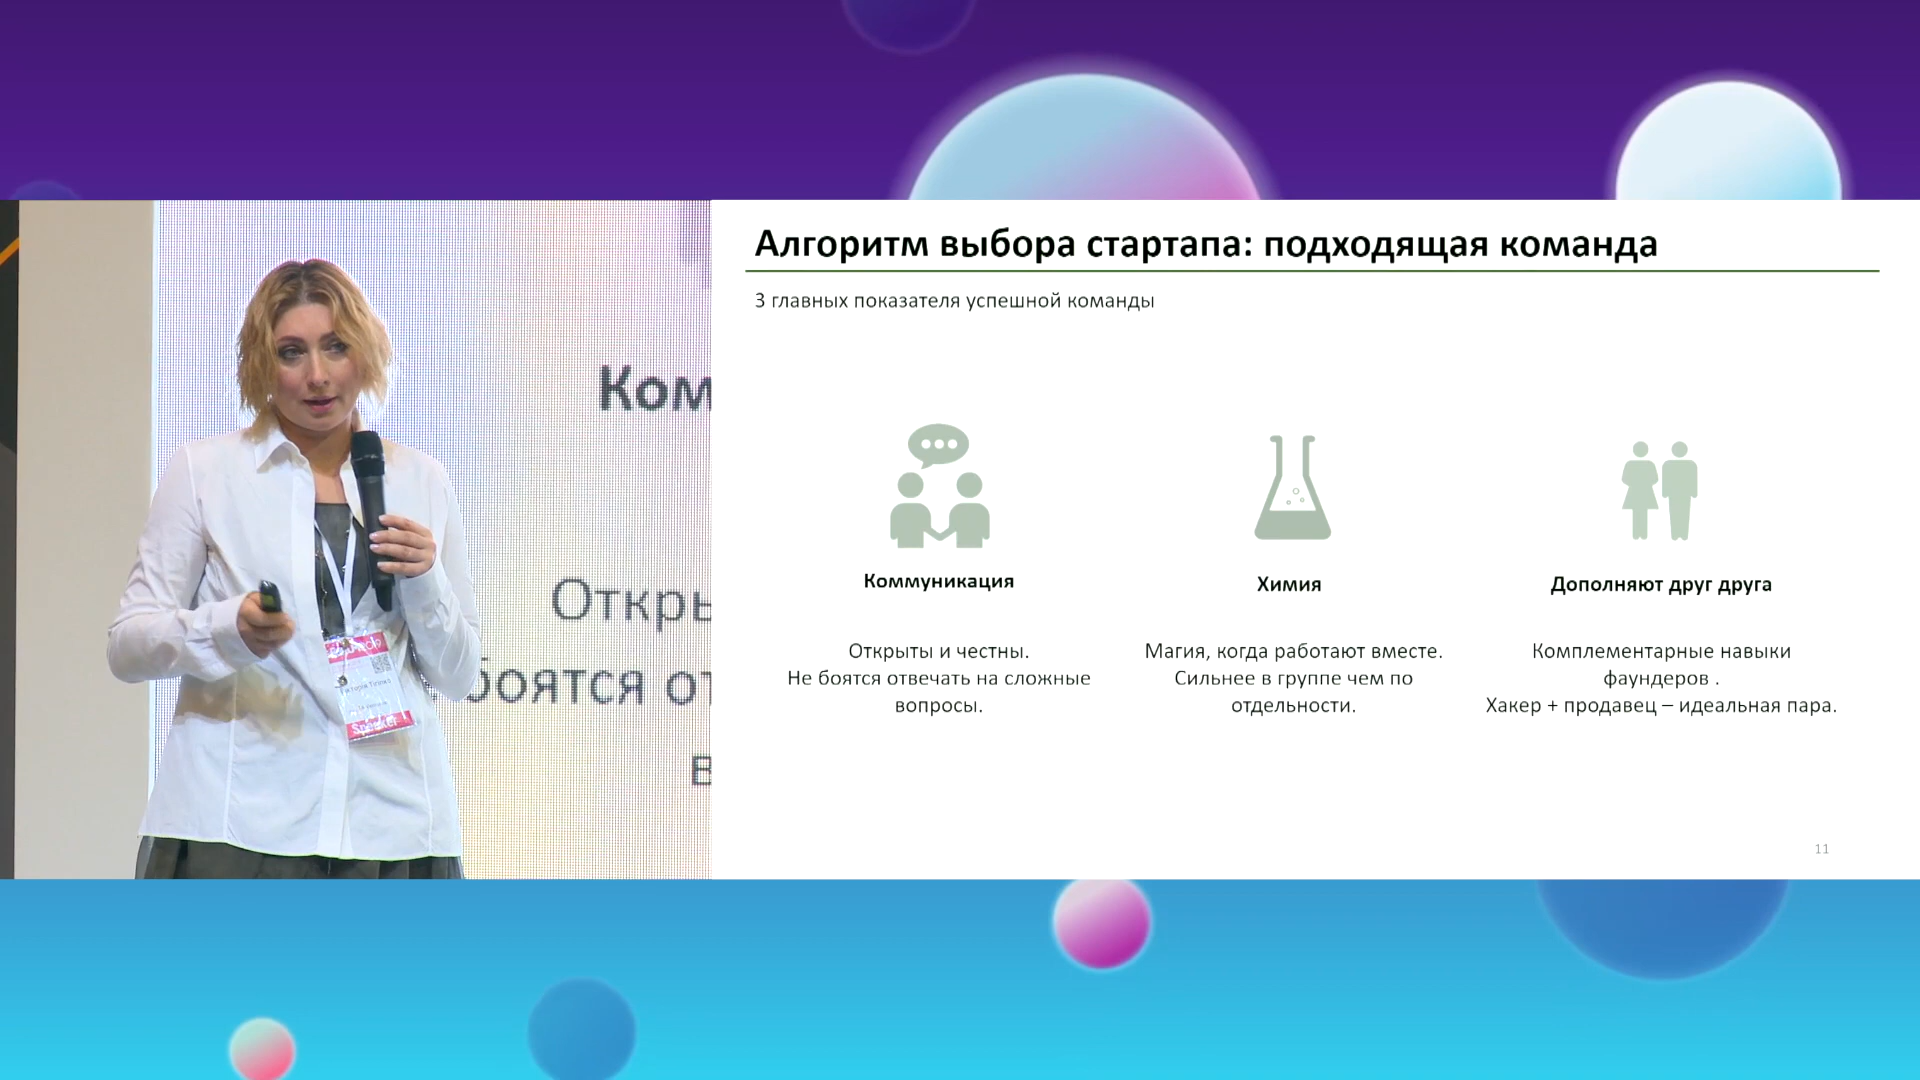 Алгоритм выбора стартапа: подходящая команда
3 главных показателя успешной команды
Коммуникация
Открыты и честны.
Не боятся отвечать на сложные
вопросы.
Химия
Магия, когда работают вместе.
Сильнее в группе чем по
отдельности.
Дополняют друг друга
Комплементарные навыки
фаундеров .
Хакер + продавец – идеальная пара.
11
Ком
Откры
боятся от
в
Speaker